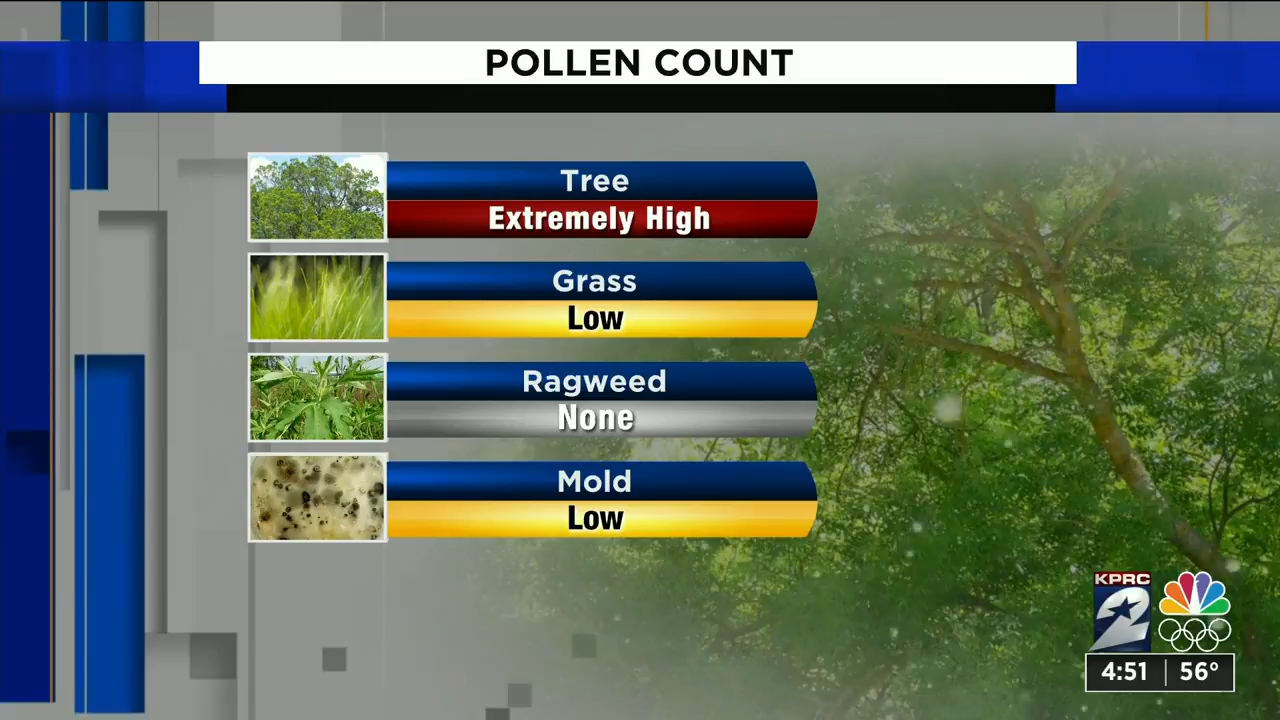 POLLEN COUNT
Tree
Extremely High
Grass
Low
Ragweed
None
Mold
Low
KPRC
2
4:51 56°